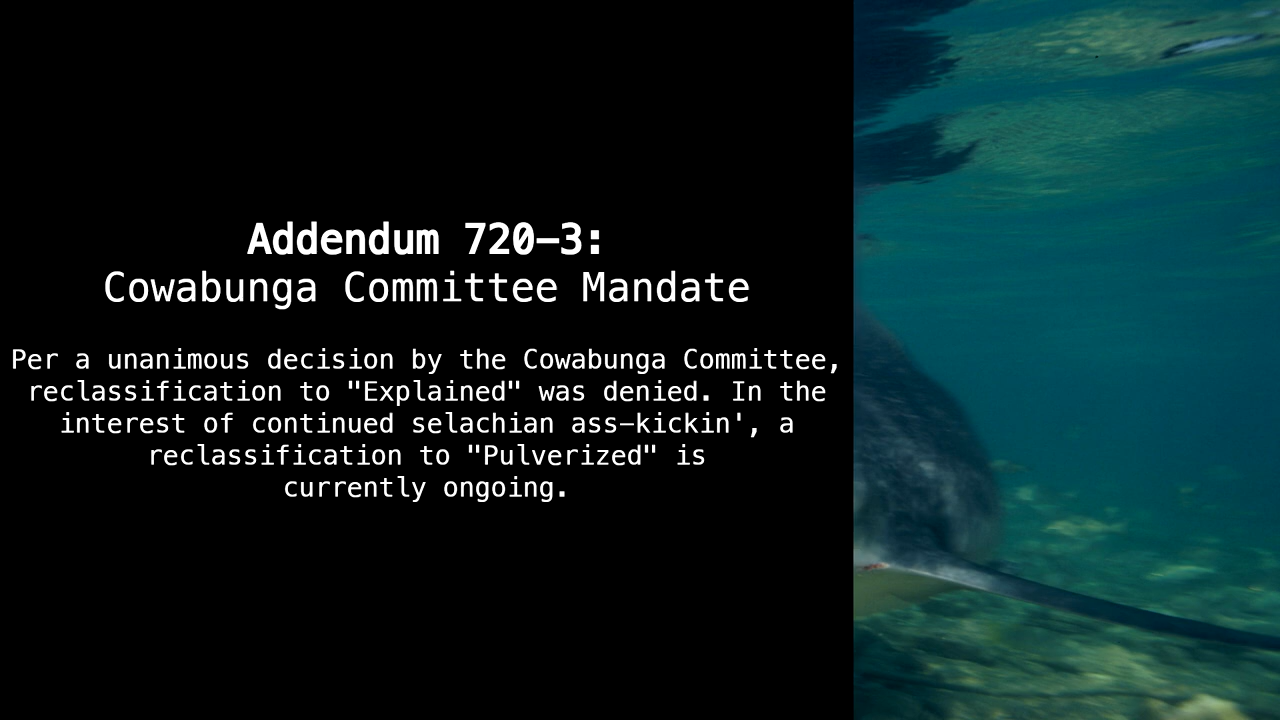 Addendum 720–3:
Cowabunga Committee Mandate
Per a unanimous decision by the Cowabunga Committee,
reclassification to "Explained" was denied. In the
interest of continued selachian ass–kickin', a
reclassification to "Pulverized" is
currently ongoing.